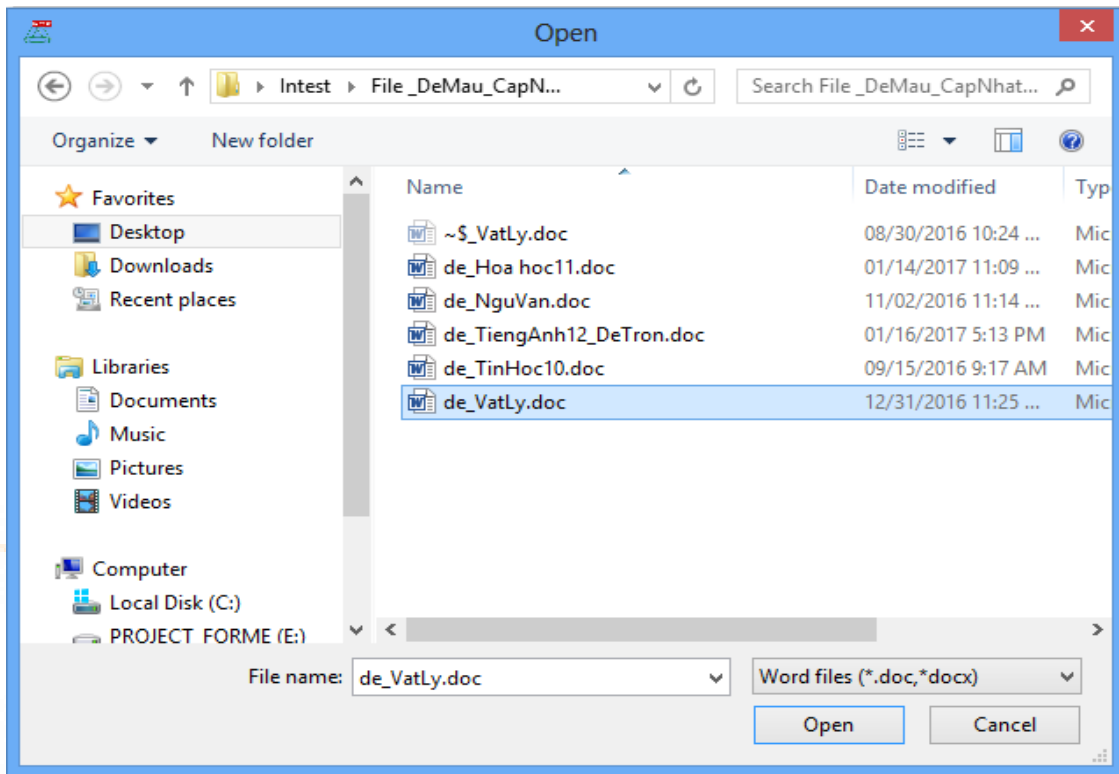 Open
Intest File _DeMau_CapN... Search File _DeMau_CapNhat...
Organize New folder
Name Date modified Typ
Favorites
Desktop
Downloads
Recent places
Libraries
Documents
Music
Pictures
Videos
Computer
Local Disk (C:)
PROJECT_FORME (E:)
~$_VatLy.doc 08/30/2016 10:24 ... Mic
de_Hoa hoc11.doc 01/14/2017 11:09 ... Mic
de_NguVan.doc 11/02/2016 11:14 ... Mic
de_TiengAnh12_DeTron.doc 01/16/2017 5:13 PM Mic
de_TinHoc10.doc 09/15/2016 9:17 AM Mic
de_VatLy.doc 12/31/2016 11:25 ... Mic
File name: de_VatLy.doc Word files (*.doc,*docx)
Open Cancel